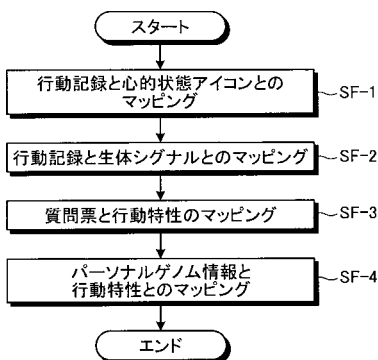 スタート
行動記録と心的状態アイコンとの
マッピング
SF-1
行動記録と生体シグナルとのマッピング
SF-2
質問票と行動特性のマッピング
SF-3
パーソナルゲノム情報と
行動特性とのマッピング
SF-4
エンド